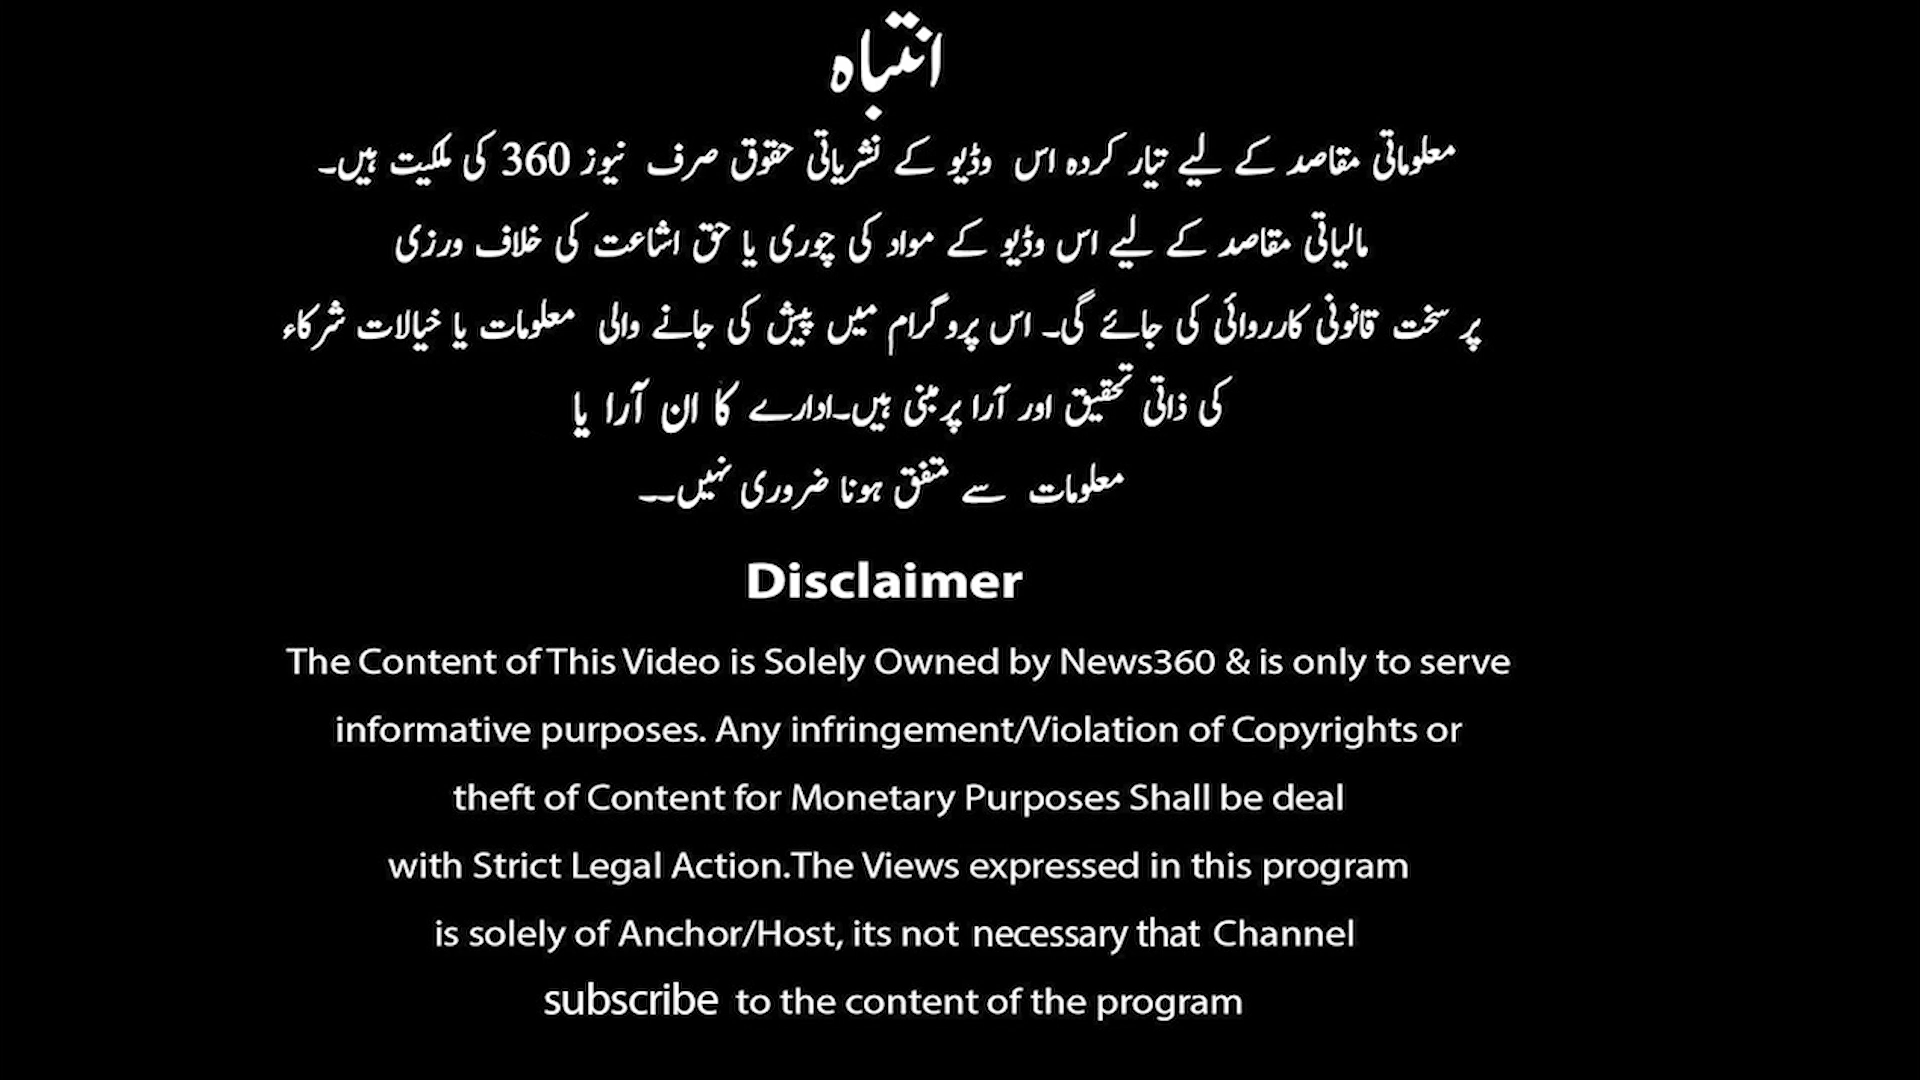 انتباہ
معلوماتی مقاصد کے لیے تیار کردہ اس وڈیو کے نشریاتی حقوق صرف نیوز 360 کی ملکیت ہیں۔
مالیاتی مقاصد کے لیے اس وڈیو کے مواد کی چوری یا حق اشاعت کی خلاف ورزی
پر سخت قانونی کارروائی کی جائے گی۔ اس پروگرام میں پیش کی جانے والی معلومات یا خیالات شرکاء
کی ذاتی تحقیق اور آرا پر مبنی ہیں۔ادارے کا ان آرا یا
معلومات سے متفق ہونا ضروری نہیں۔۔
Disclaimer
The Content of This Video is Solely Owned by News360 & is only to serve
informative purposes. Any infringement/Violation of Copyrights or
theft of Content for Monetary Purposes Shall be deal
with Strict Legal Action.The Views expressed in this program
is solely of Anchor/Host, its not necessary that Channel
subscribe to the content of the program